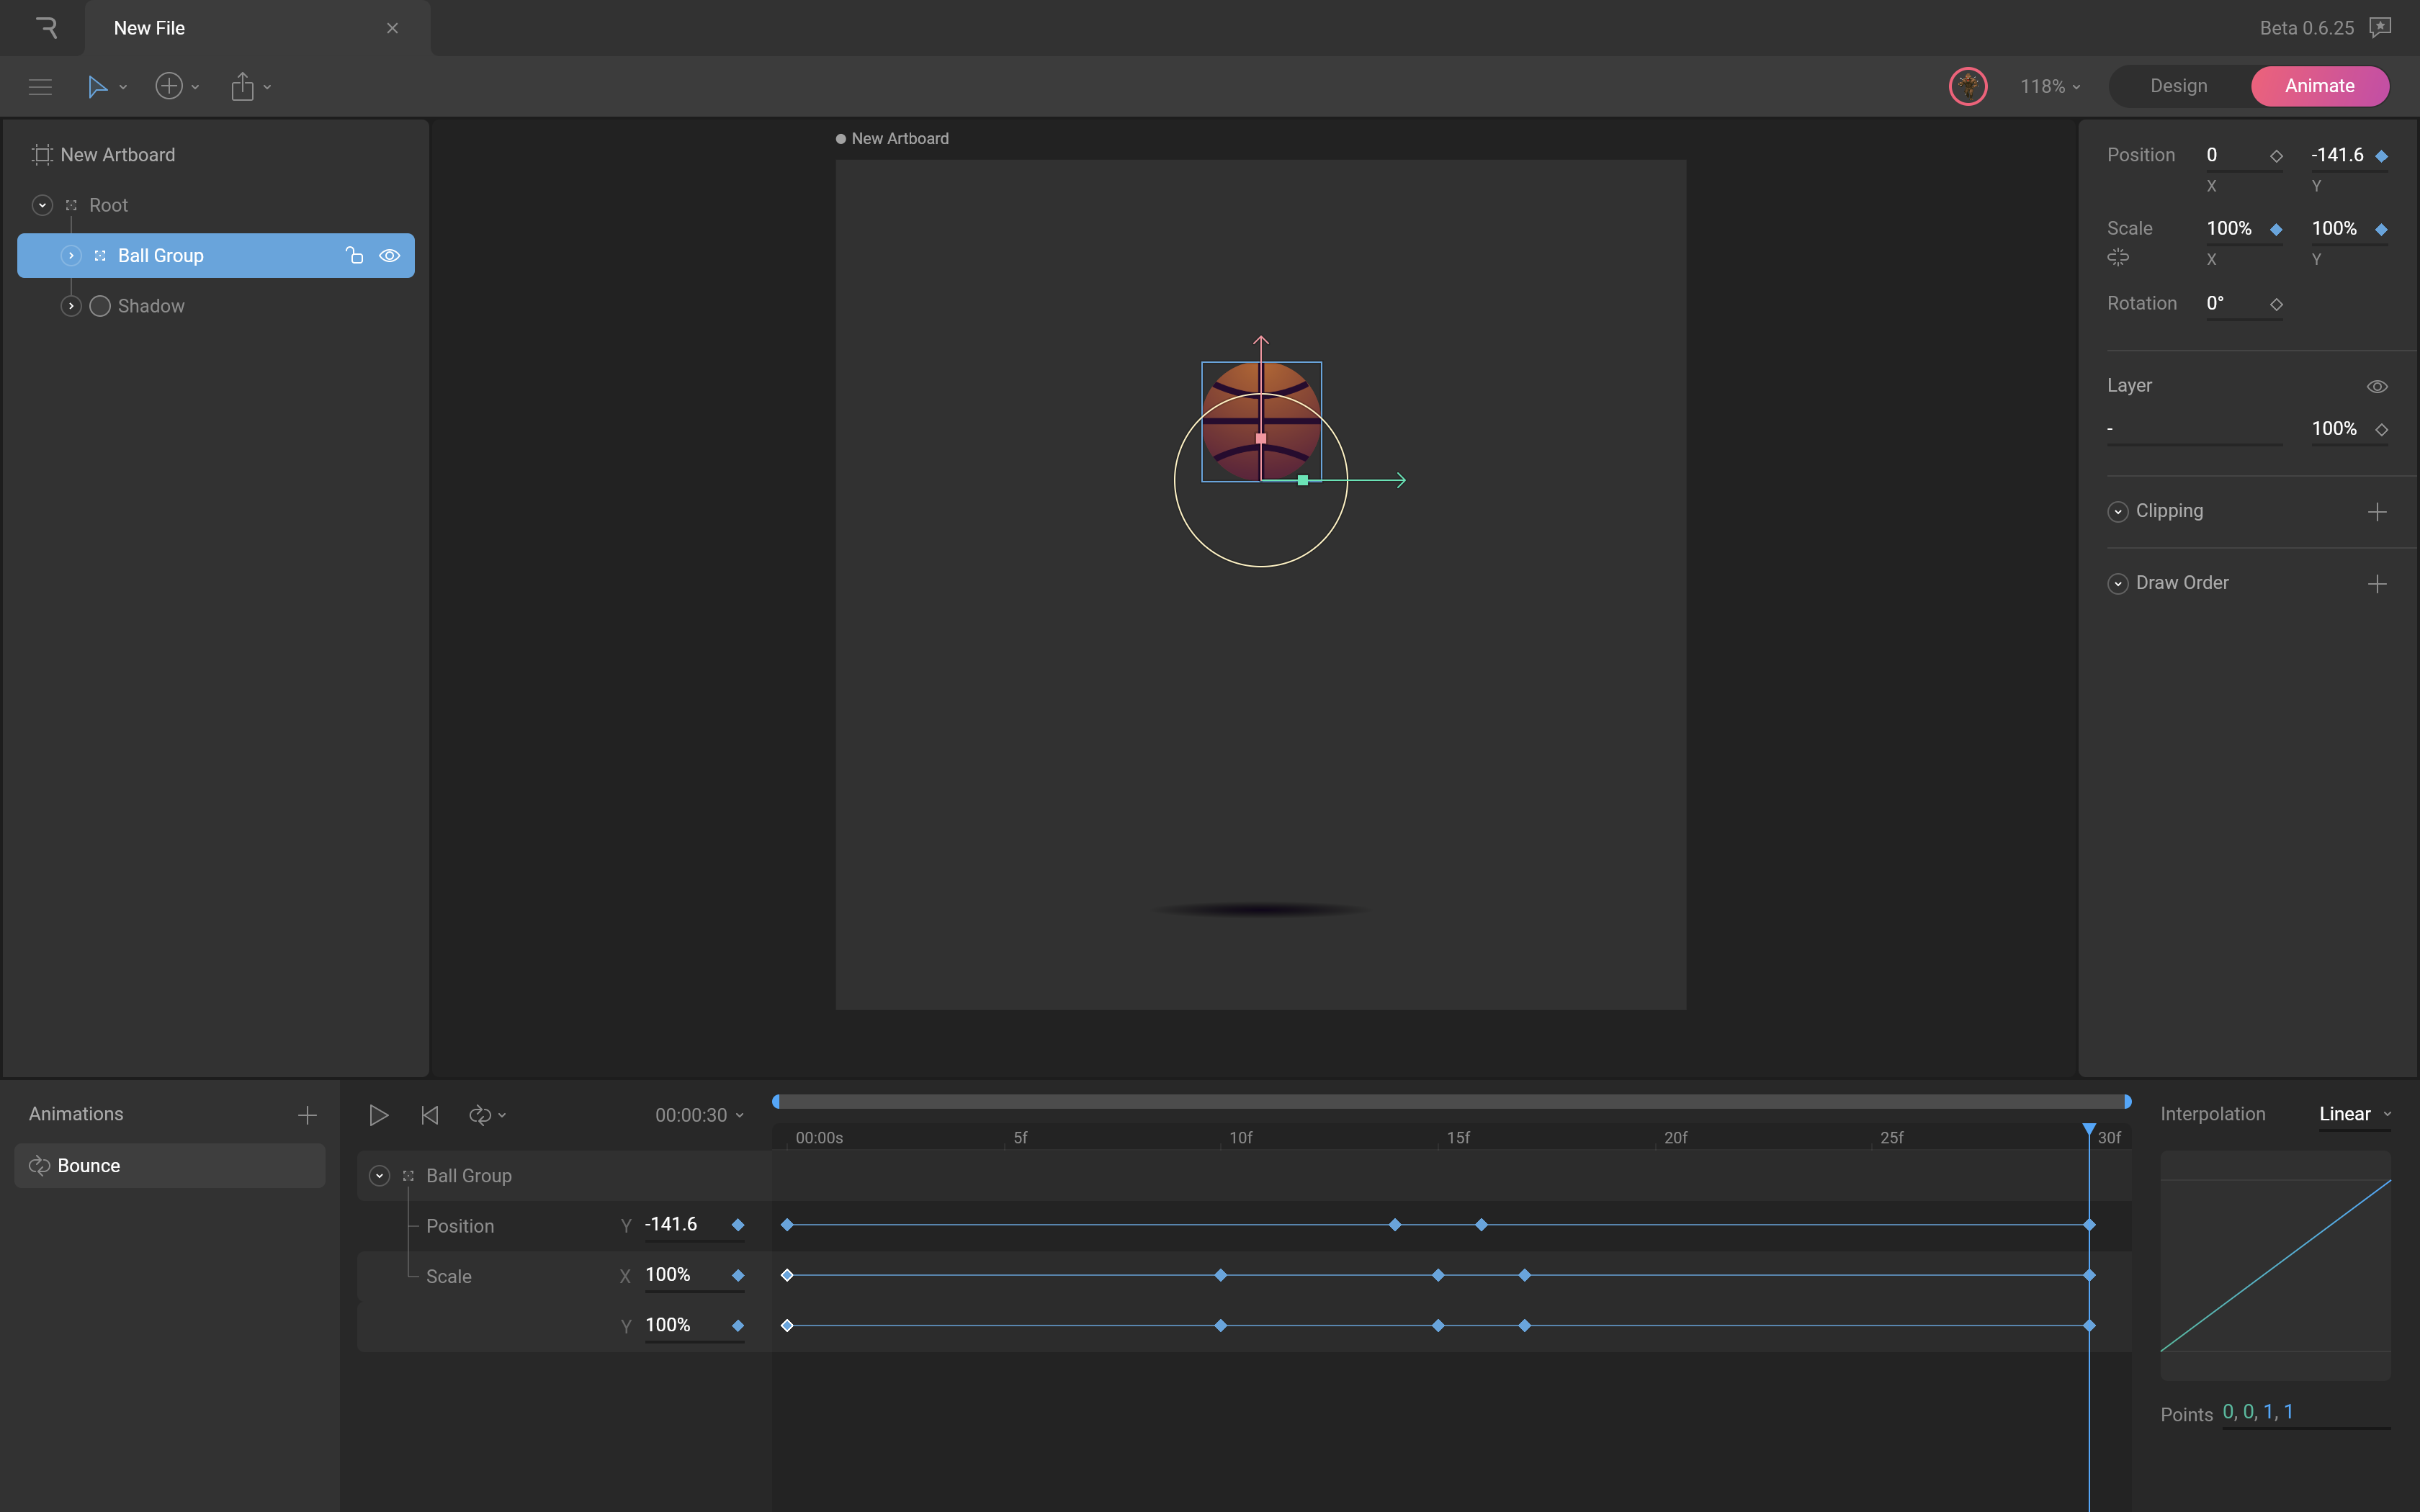 New File
Beta 0.6.25
118%
Design
Animate
New Artboard
Root
Ball Group
Shadow
New Artboard
Position 0 -141.6
X Y
Scale 100% 100%
X Y
Rotation 0°
Layer
- 100%
Clipping
Draw Order
Animations
Bounce
00:00:30
00:00s 5f 10f 15f 20f 25f 30f
Ball Group
Position Y -141.6
Scale X 100%
Y 100%
Interpolation Linear
Points 0, 0, 1, 1